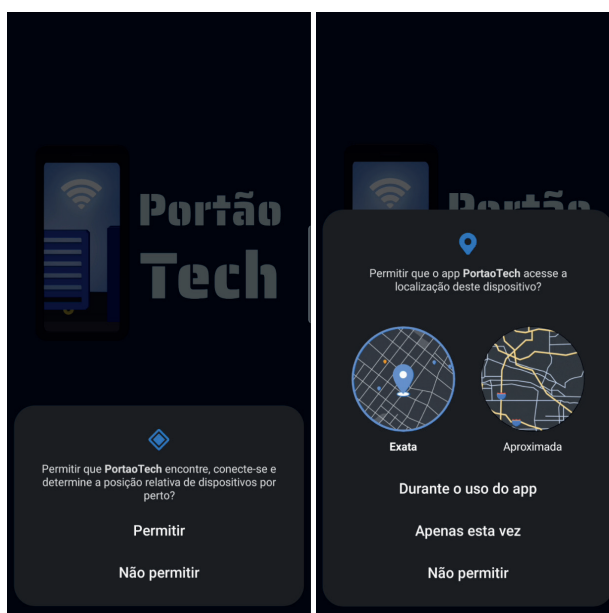 Portão
Tech
Permitir que PortaoTech encontre, conecte-se e
determine a posição relativa de dispositivos por
perto?
Permitir
Não permitir
Portão
Permitir que o app PortaoTech acesse a
localização deste dispositivo?
Exata
Aproximada
Durante o uso do app
Apenas esta vez
Não permitir